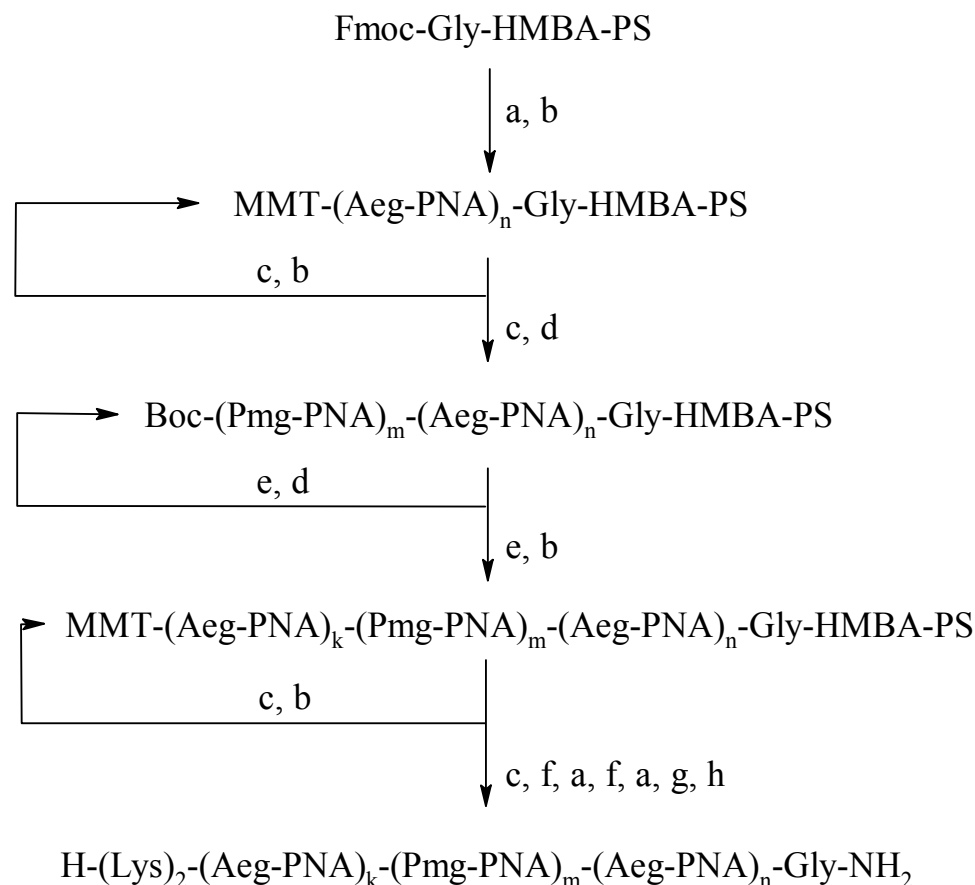 Fmoc-Gly-HMBA-PS
a, b
MMT-(Aeg-PNA)n-Gly-HMBA-PS
c, b
c, d
Boc-(Pmg-PNA)m-(Aeg-PNA)n-Gly-HMBA-PS
e, d
e, b
MMT-(Aeg-PNA)k-(Pmg-PNA)m-(Aeg-PNA)n-Gly-HMBA-PS
c, b
c, f, a, f, a, g, h
H-(Lys)2-(Aeg-PNA)k-(Pmg-PNA)m-(Aeg-PNA)n-Gly-NH2